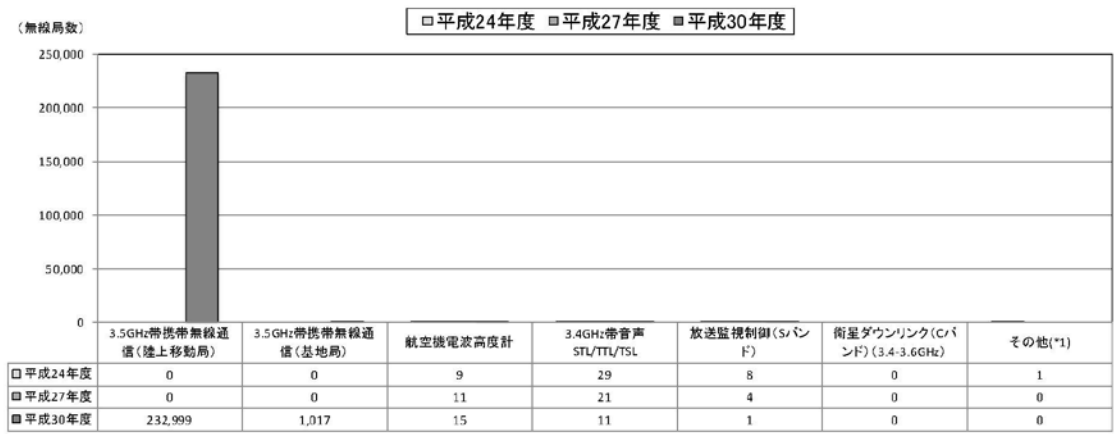 □平成24年度 ■平成27年度 ■平成30年度
（無線局数）
250,000
200,000
150,000
100,000
50,000
0
3.5GHz帯携帯無線通信（陸上移動局） 3.5GHz帯携帯無線通信（基地局） 航空機電波高度計 3.4GHz帯音声STL/TTL/TSL 放送監視制御（Sバンド） 衛星ダウンリンク（Cバンド）（3.4-3.6GHz） その他(*1)
□平成24年度 0 0 9 29 8 0 1
■平成27年度 0 0 11 21 4 0 0
■平成30年度 232,999 1,017 15 11 1 0 0